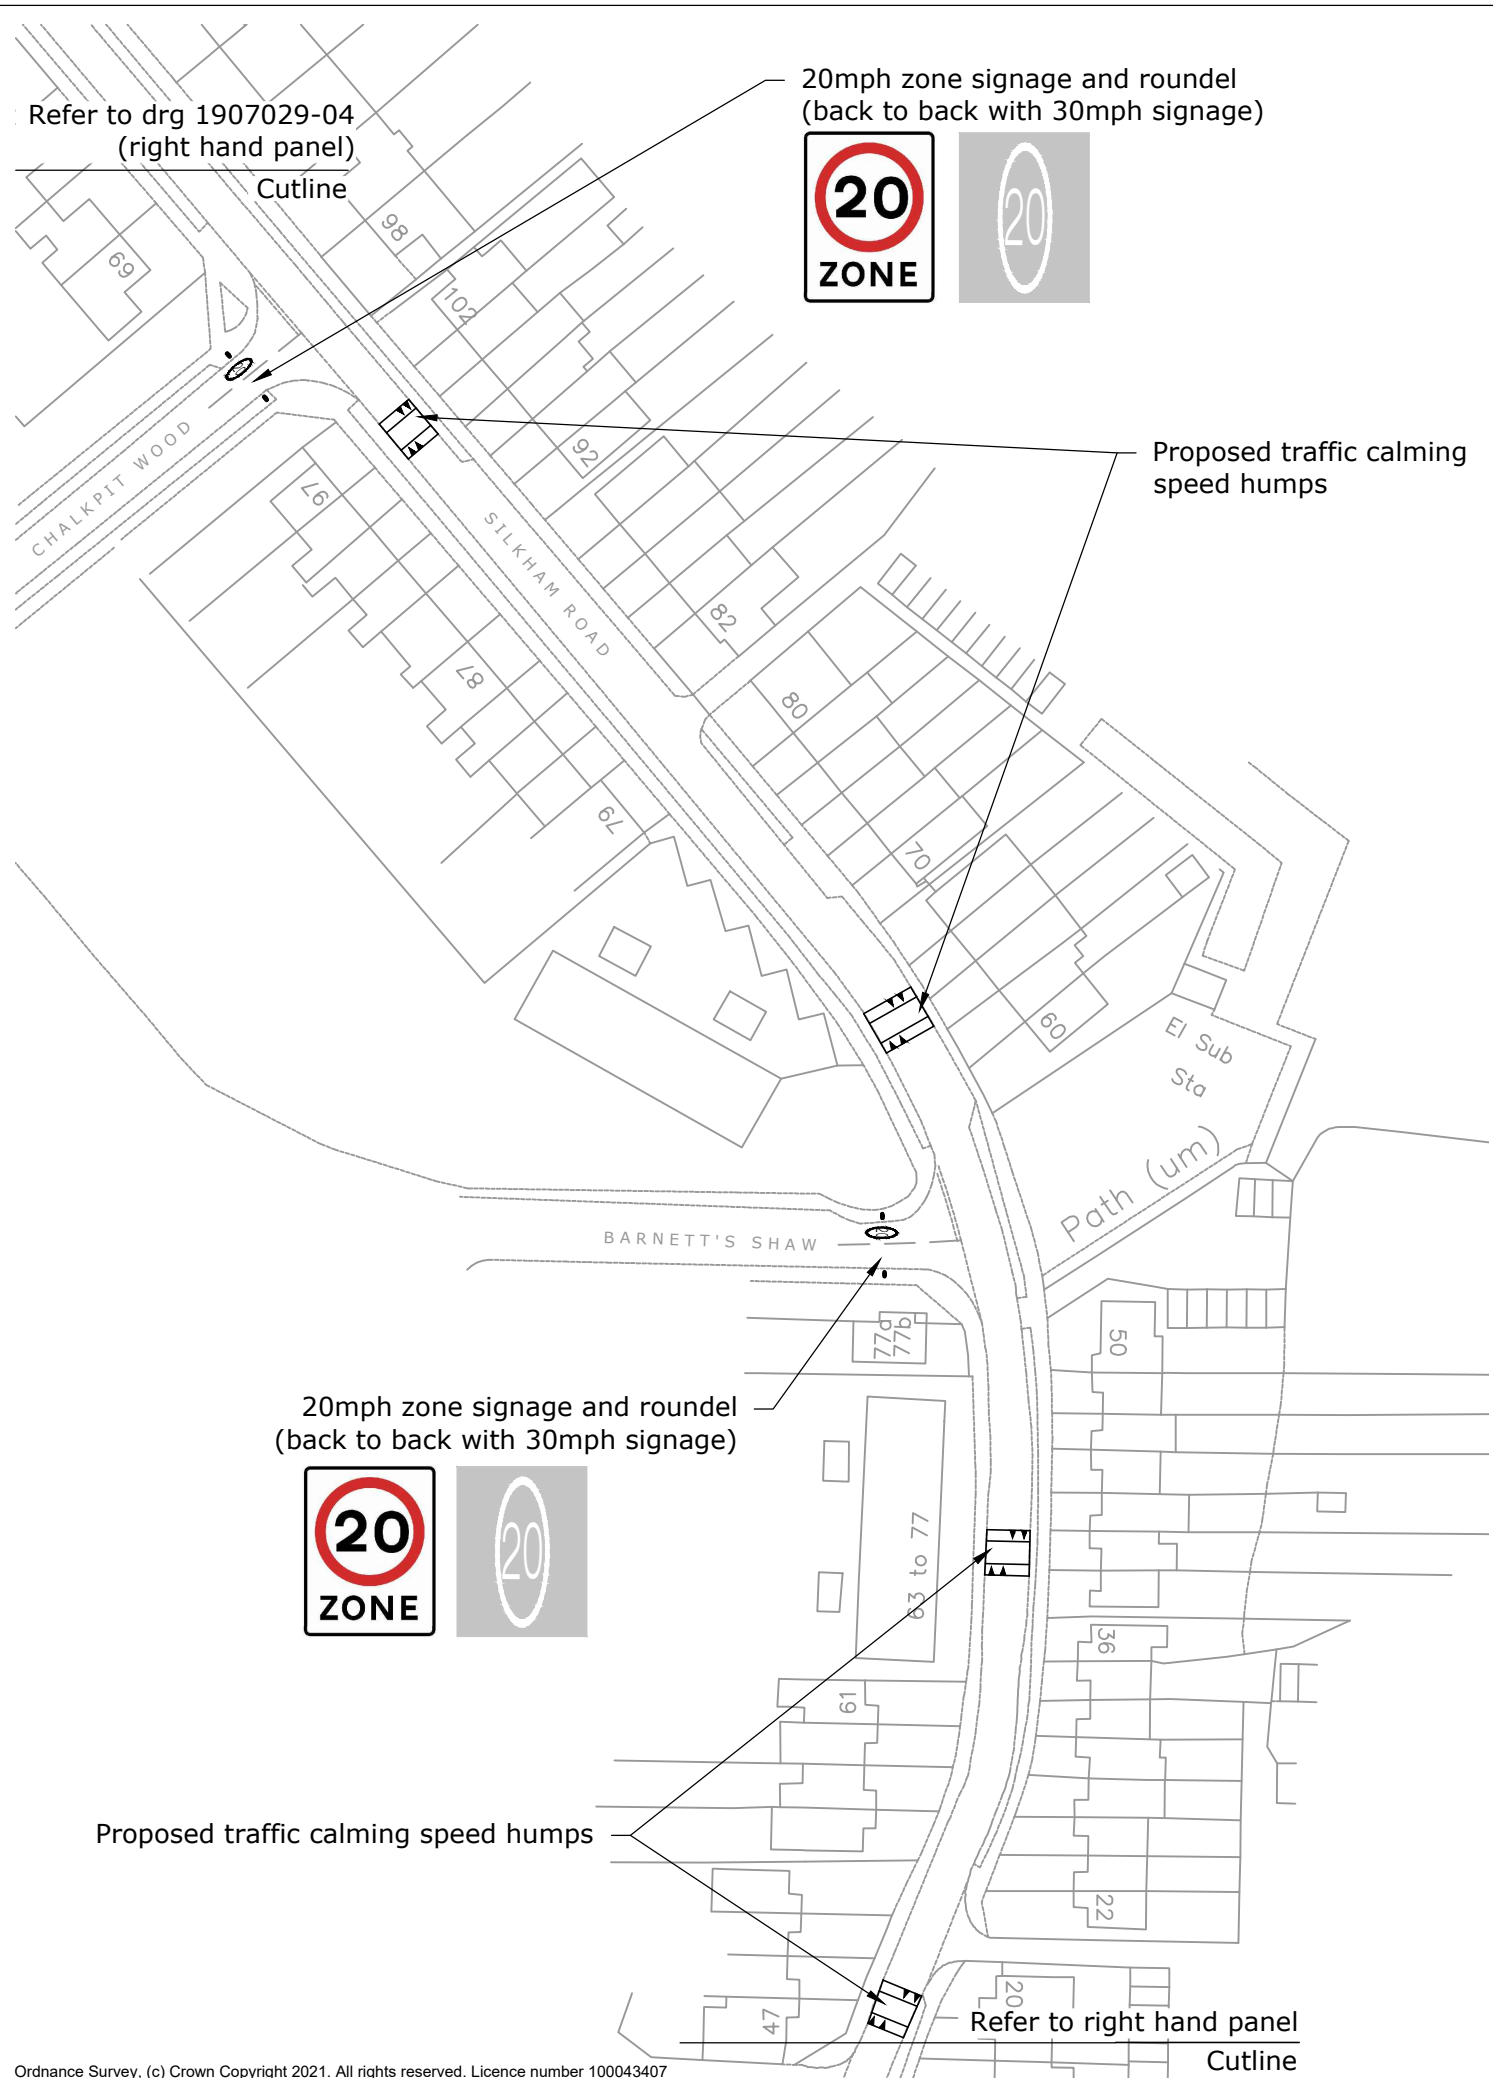 20mph zone signage and roundel
(back to back with 30mph signage)
20
ZONE
20
Refer to drg 1907029-04
(right hand panel)
Cutline
69
98
102
CHALKPIT WOOD
97
92
SILKHAM ROAD
Proposed traffic calming
speed humps
87
82
80
79
70
60
El Sub
Sta
Path (um)
BARNETT'S SHAW
77a
77b
50
20mph zone signage and roundel
(back to back with 30mph signage)
20
ZONE
20
63 to 77
36
61
Proposed traffic calming speed humps
22
20
47
Refer to right hand panel
Cutline
Ordnance Survey, (c) Crown Copyright 2021. All rights reserved. Licence number 100043407